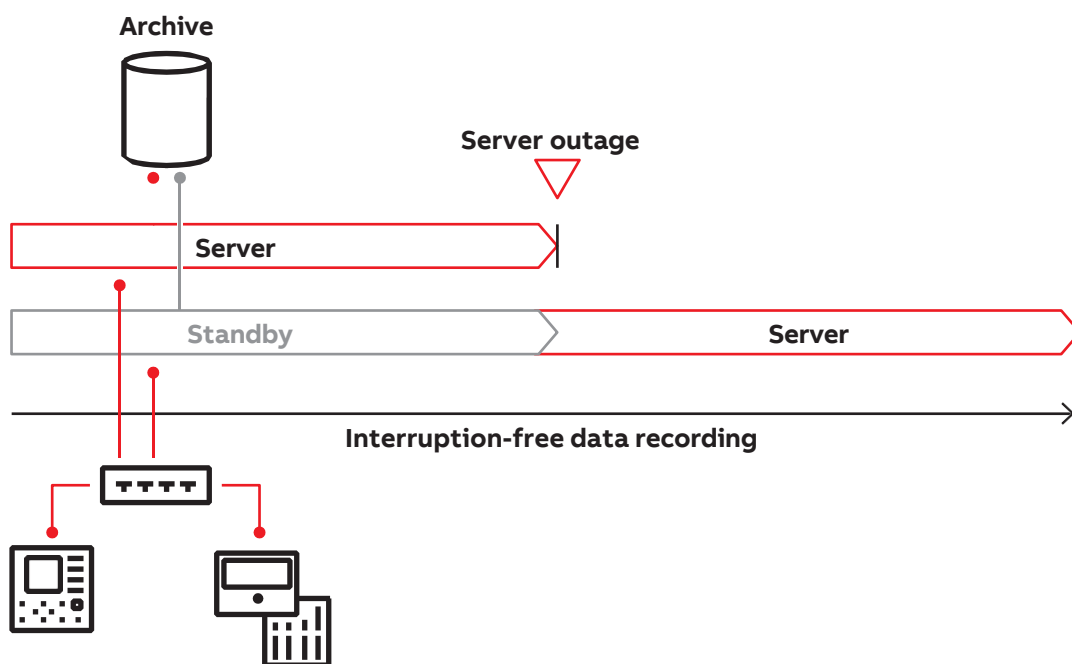 Archive
Server outage
Server
Standby
Server
Interruption-free data recording